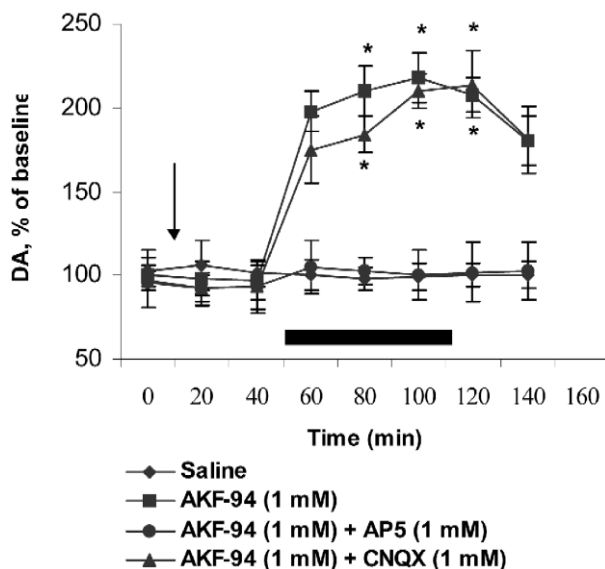 250
200
150
100
50
DA, % of baseline
* * *
* * *
0 20 40 60 80 100 120 140 160
Time (min)
Saline
AKF-94 (1 mM)
AKF-94 (1 mM) + AP5 (1 mM)
AKF-94 (1 mM) + CNQX (1 mM)